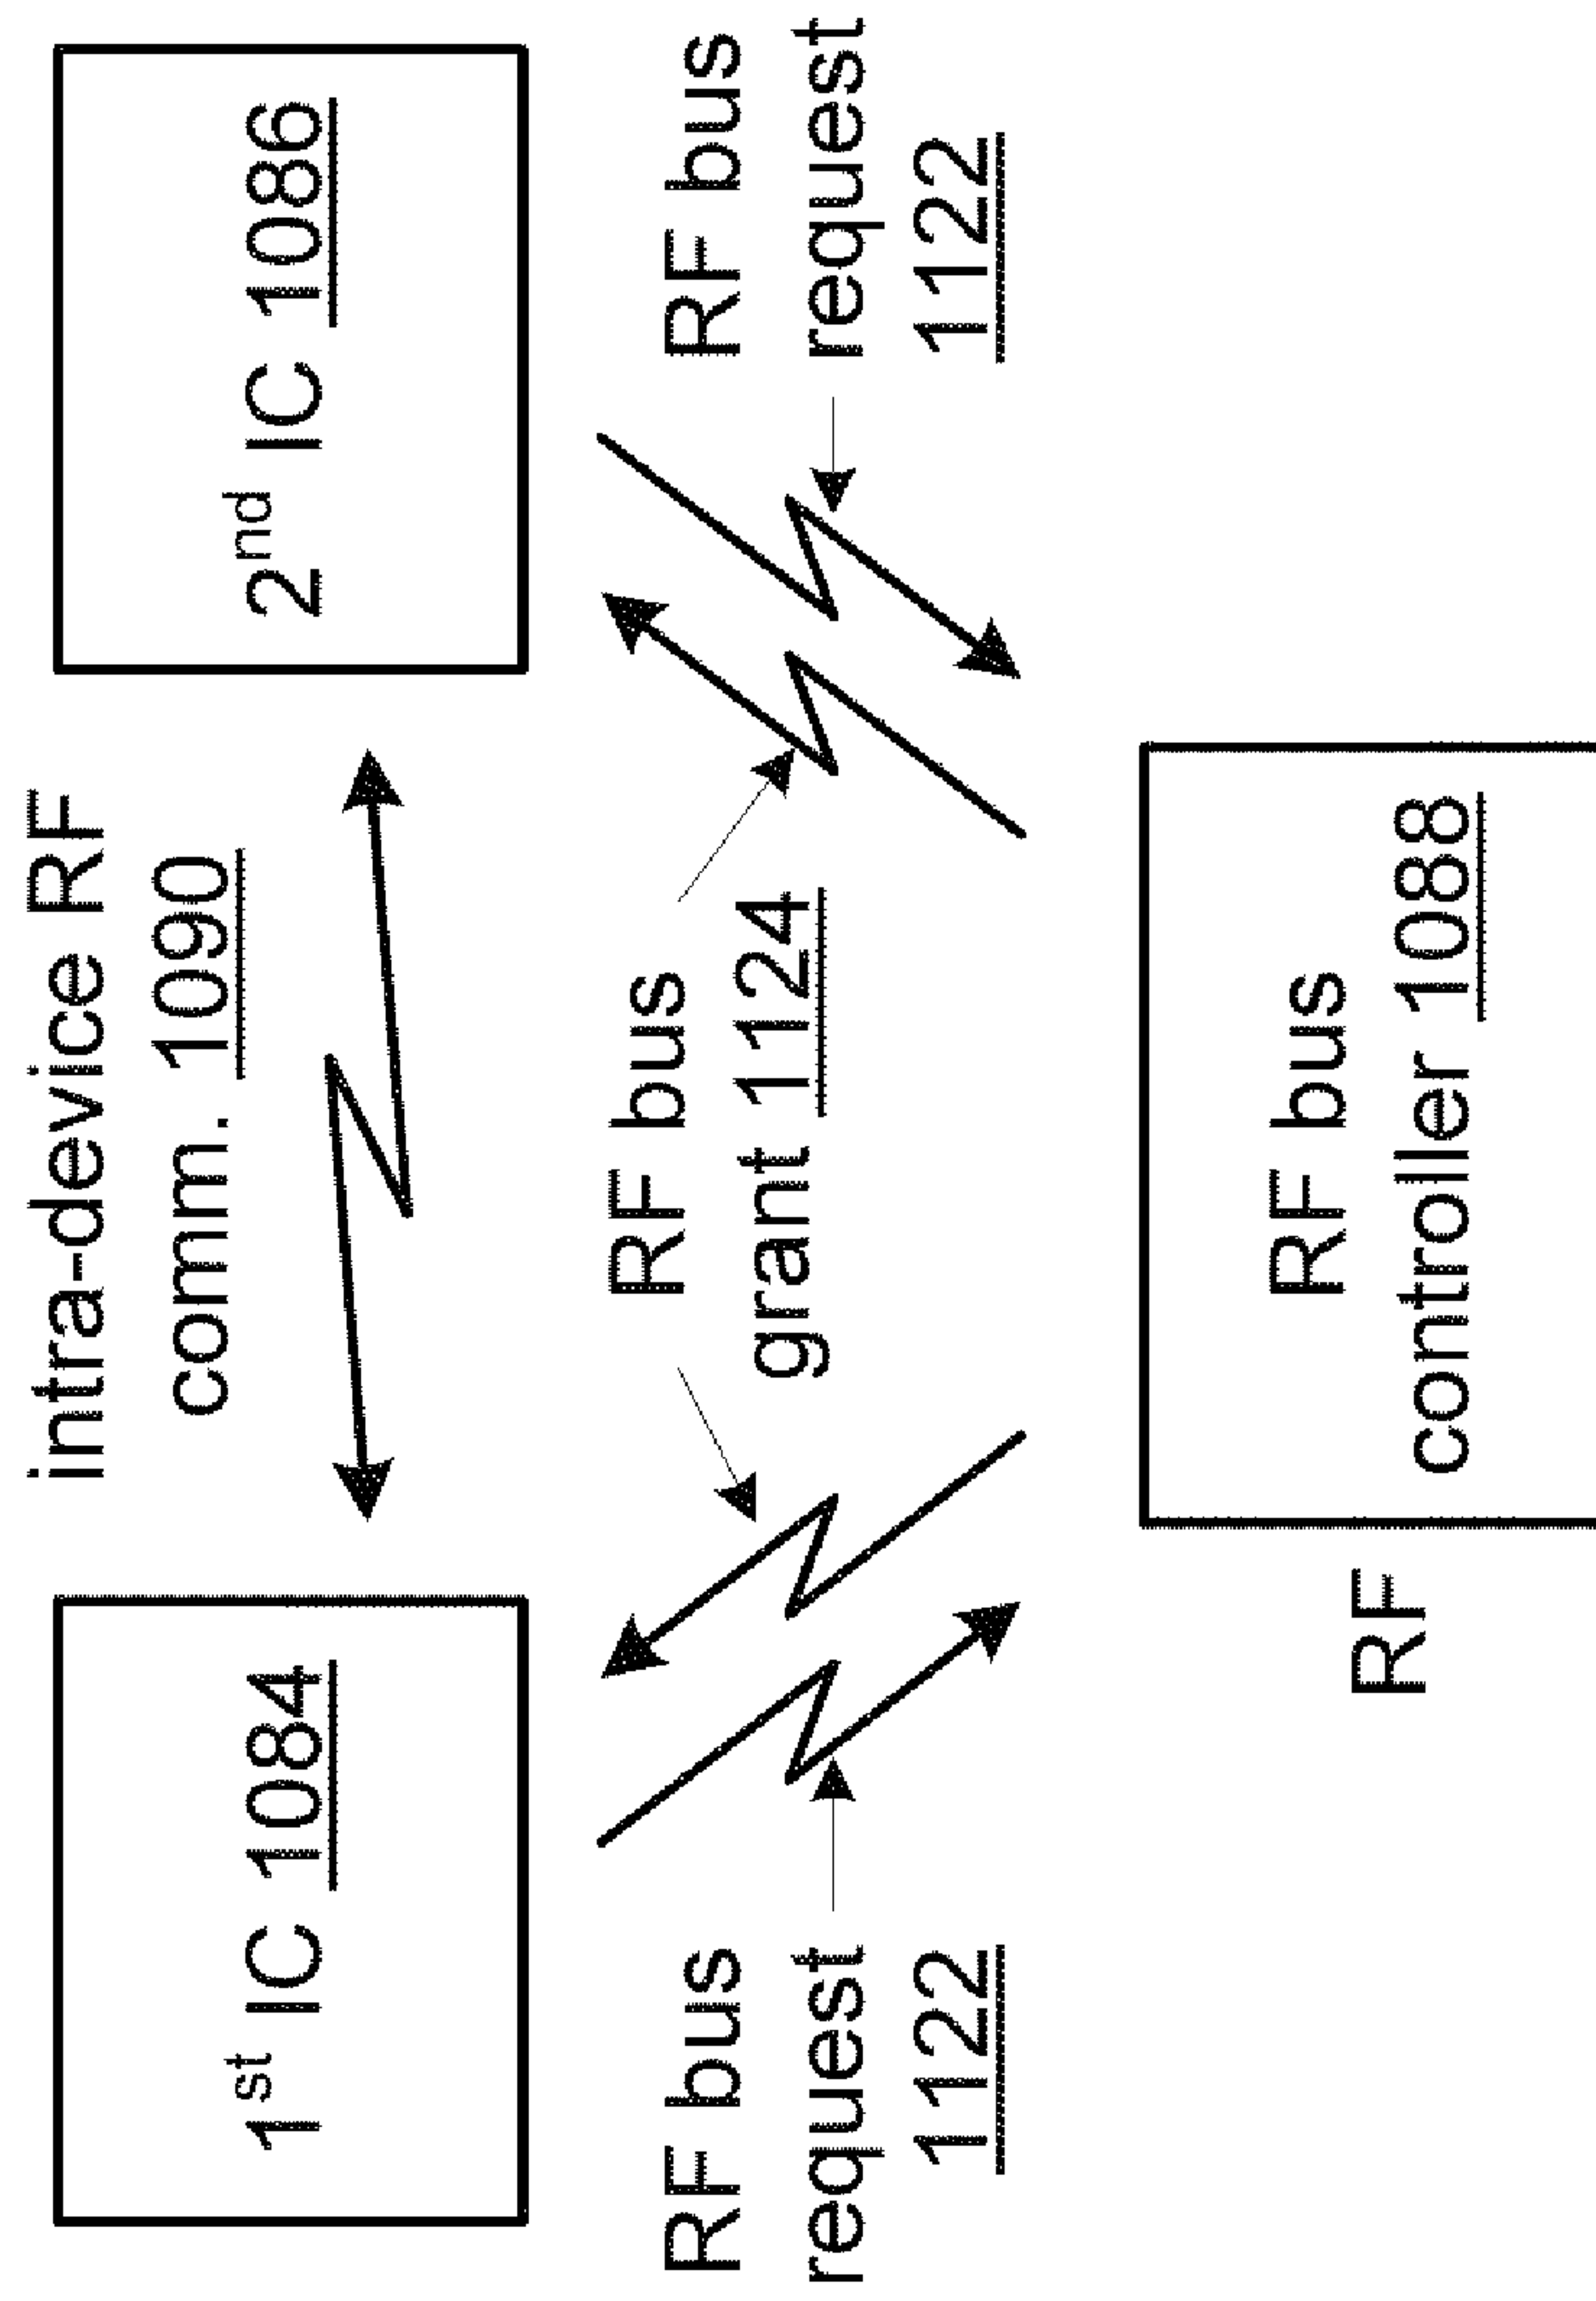 intra-device RF
comm. 1090
1st IC 1084
2nd IC 1086
RF bus
request
1122
RF bus
grant 1124
RF bus
request
1122
RF
RF bus
controller 1088